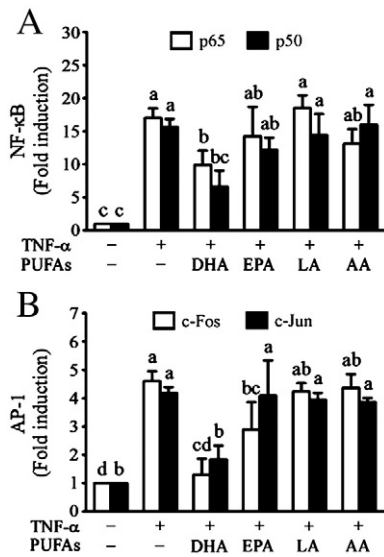 A
p65 p50
NF-κB
(Fold induction)
30
25
20
15
10
5
0
c c a a b bc ab ab a a ab a
TNF-α – + + + + +
PUFAs – – DHA EPA LA AA
B
c-Fos c-Jun
AP-1
(Fold induction)
7
6
5
4
3
2
1
0
d b a a cd b bc a ab a ab a
TNF-α – + + + + +
PUFAs – – DHA EPA LA AA